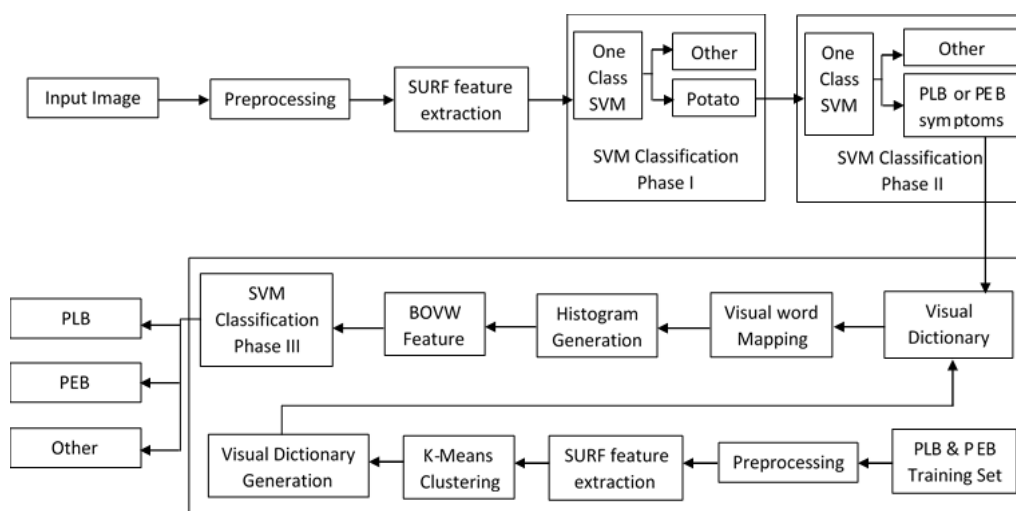 Input Image
Preprocessing
SURF feature
extraction
One
Class
SVM
Other
Potato
SVM Classification
Phase I
One
Class
SVM
Other
PLB or PEB
symptoms
SVM Classification
Phase II
PLB
PEB
Other
SVM
Classification
Phase III
BOVW
Feature
Histogram
Generation
Visual word
Mapping
Visual
Dictionary
Visual Dictionary
Generation
K-Means
Clustering
SURF feature
extraction
Preprocessing
PLB & PEB
Training Set